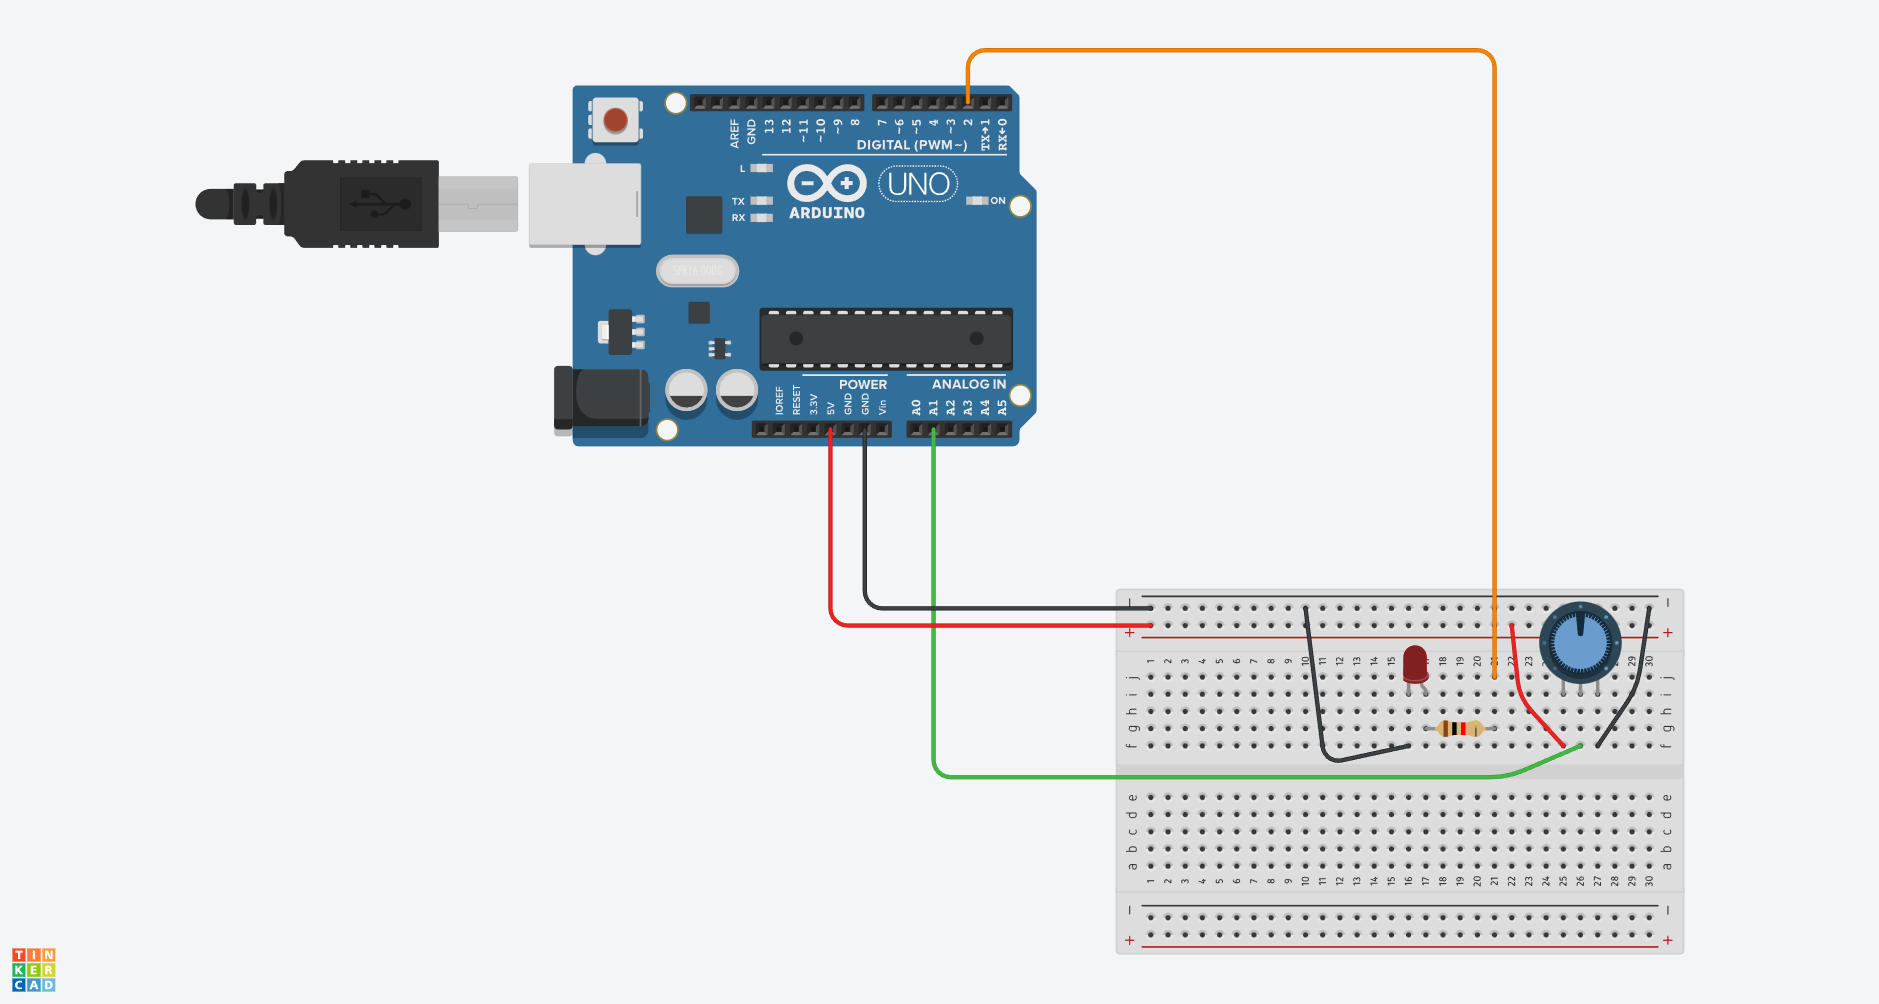 AREF
GND
13
12
~11
~10
~9
8
7
~6
~5
4
~3
2
TX→1
RX←0
DIGITAL (PWM~)
L
TX
RX
ARDUINO
UNO
ON
SPK16.000G
POWER
ANALOG IN
IOREF
RESET
3.3V
5V
GND
GND
Vin
A0
A1
A2
A3
A4
A5
− −
+ +
1 2 3 4 5 6 7 8 9 10 11 12 13 14 15 18 19 20 21 22 23 29 30
j j
i i
h h
g g
f f
e e
d d
c c
b b
a a
1 2 3 4 5 6 7 8 9 10 11 12 13 14 15 16 17 18 19 20 21 22 23 24 25 26 27 28 29 30
− −
+ +
TIN
KER
CAD